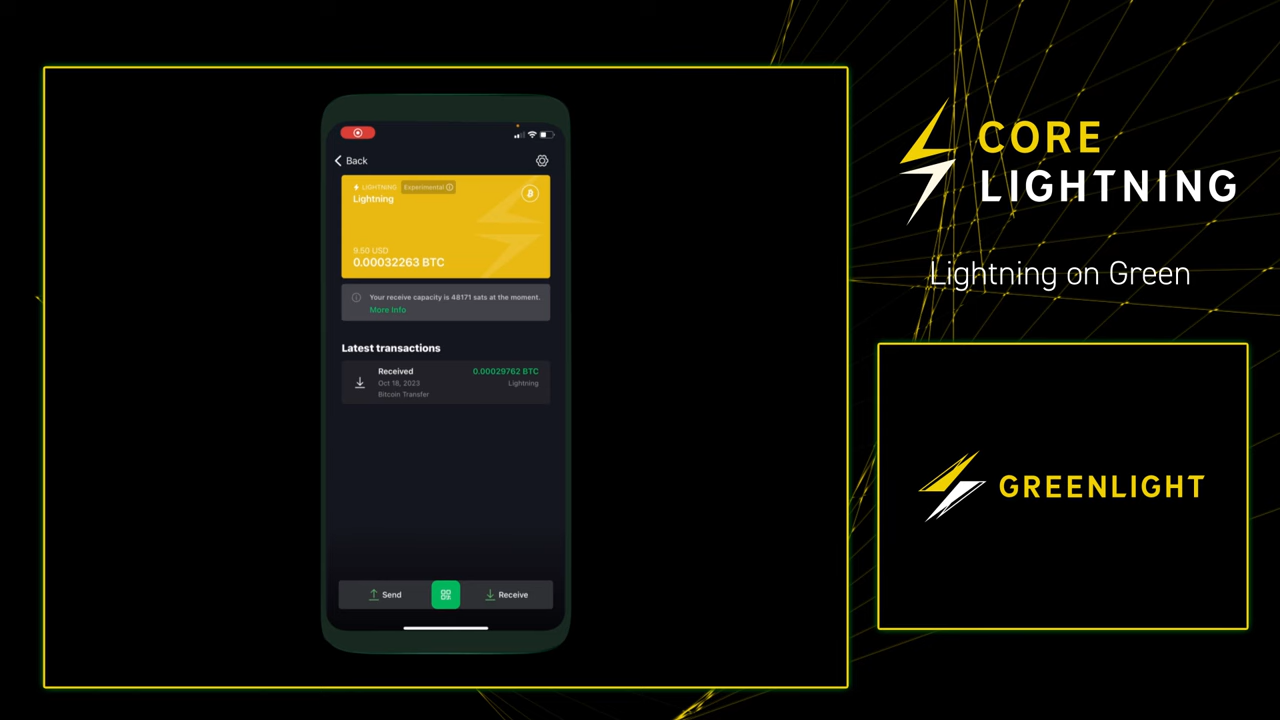 Back
LIGHTNING Experimental
Lightning
9.50 USD
0.00032263 BTC
Your receive capacity is 48171 sats at the moment.
More Info
Latest transactions
Received 0.00029762 BTC
Oct 18, 2023 Lightning
Bitcoin Transfer
Send Receive
CORE
LIGHTNING
Lightning on Green
GREENLIGHT